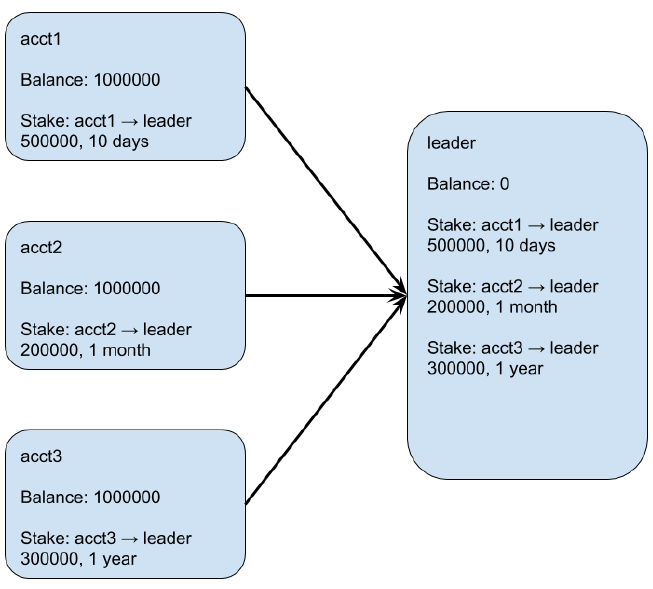 acct1
Balance: 1000000
Stake: acct1 → leader
500000, 10 days
acct2
Balance: 1000000
Stake: acct2 → leader
200000, 1 month
acct3
Balance: 1000000
Stake: acct3 → leader
300000, 1 year
leader
Balance: 0
Stake: acct1 → leader
500000, 10 days
Stake: acct2 → leader
200000, 1 month
Stake: acct3 → leader
300000, 1 year